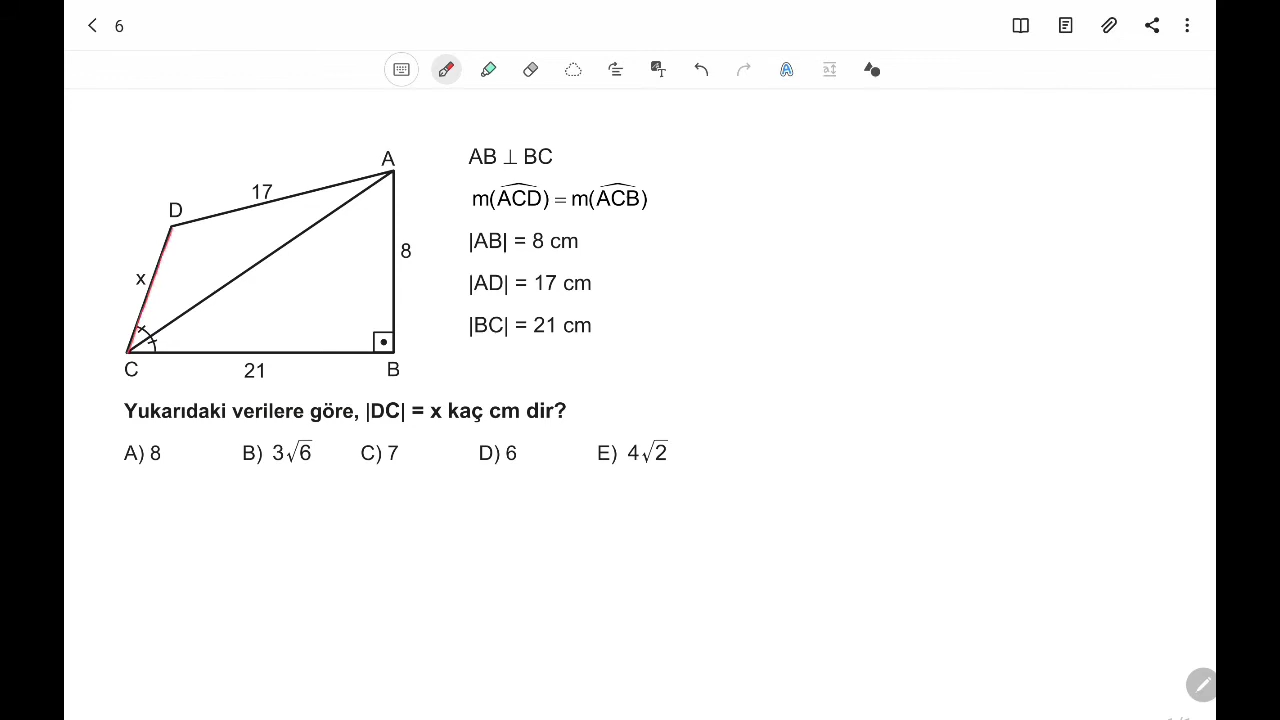 6
A
AB ⊥ BC
17
m(ACD) = m(ACB)
D
|AB| = 8 cm
8
x
|AD| = 17 cm
|BC| = 21 cm
C
21
B
Yukarıdaki verilere göre, |DC| = x kaç cm dir?
A) 8 B) 3√6 C) 7 D) 6 E) 4√2